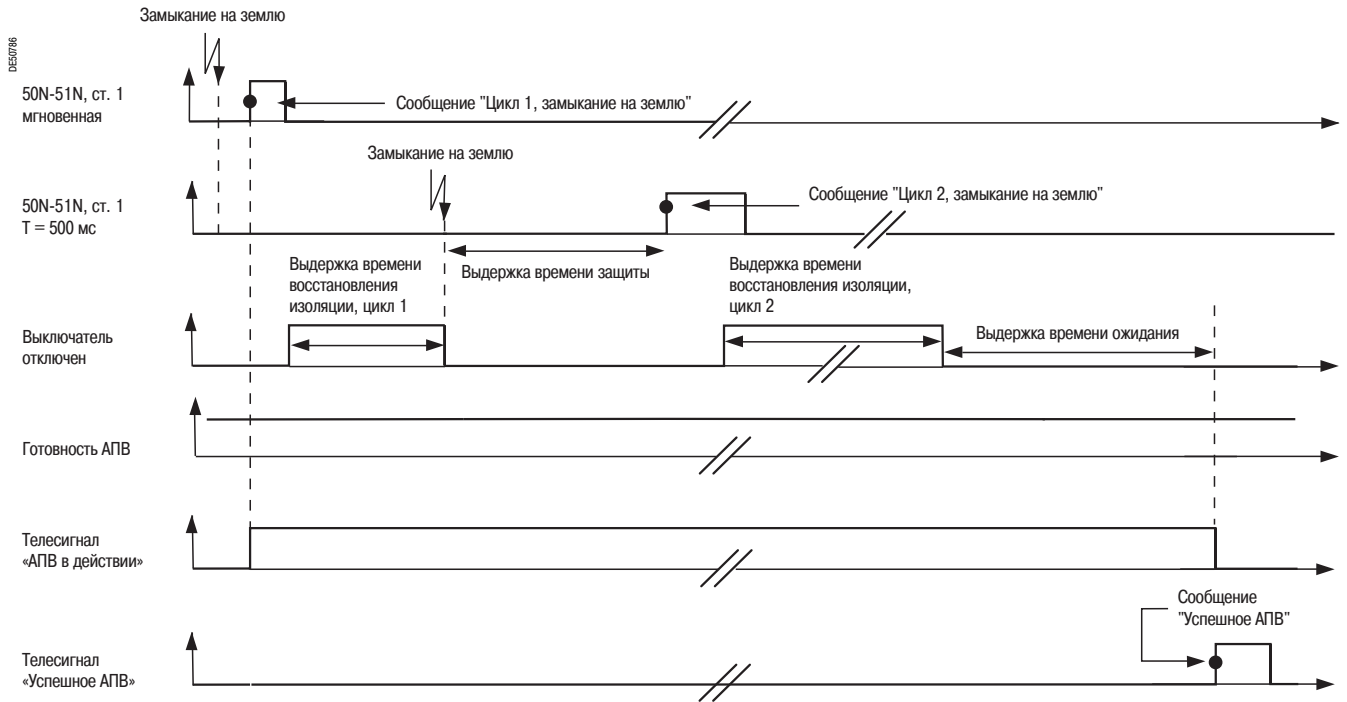 Замыкание на землю
DE50786
50N-51N, ст. 1
мгновенная
Сообщение "Цикл 1, замыкание на землю"
Замыкание на землю
50N-51N, ст. 1
T = 500 мс
Сообщение "Цикл 2, замыкание на землю"
Выдержка времени
восстановления
изоляции, цикл 1
Выдержка времени защиты
Выдержка времени
восстановления изоляции,
цикл 2
Выключатель
отключен
Выдержка времени ожидания
Готовность АПВ
Телесигнал
«АПВ в действии»
Сообщение
"Успешное АПВ"
Телесигнал
«Успешное АПВ»